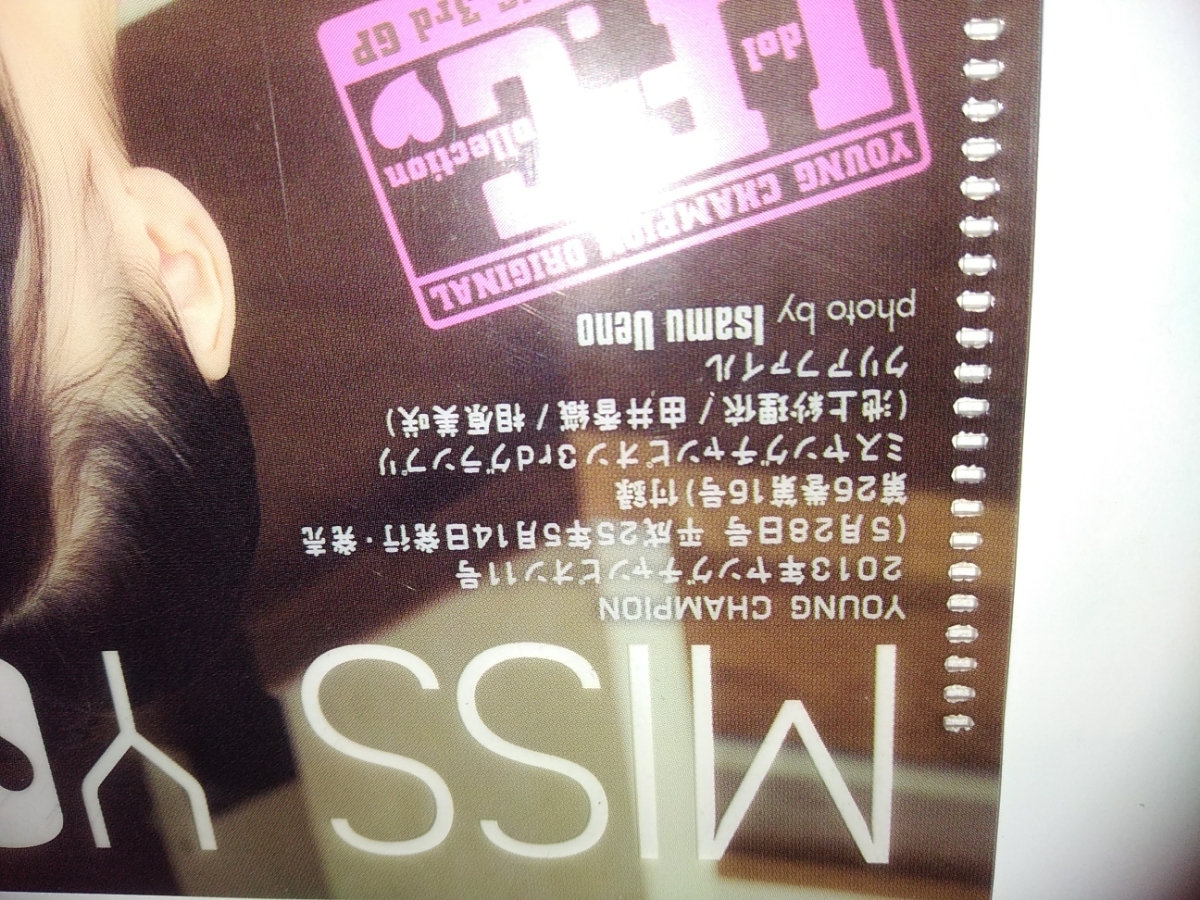 MISS YO
YOUNG CHAMPION
2013年ヤングチャンピオン11号
(5月28日号 平成25年5月14日発行・発売
第26巻第16号)付録
ミスヤングチャンピオン3rdグランプリ
(池上紗理依 / 由井香織 / 相原美咲)
クリアファイル
photo by Isamu Ueno
YOUNG CHAMPION ORIGINAL
Idol
Collection
3rd GP